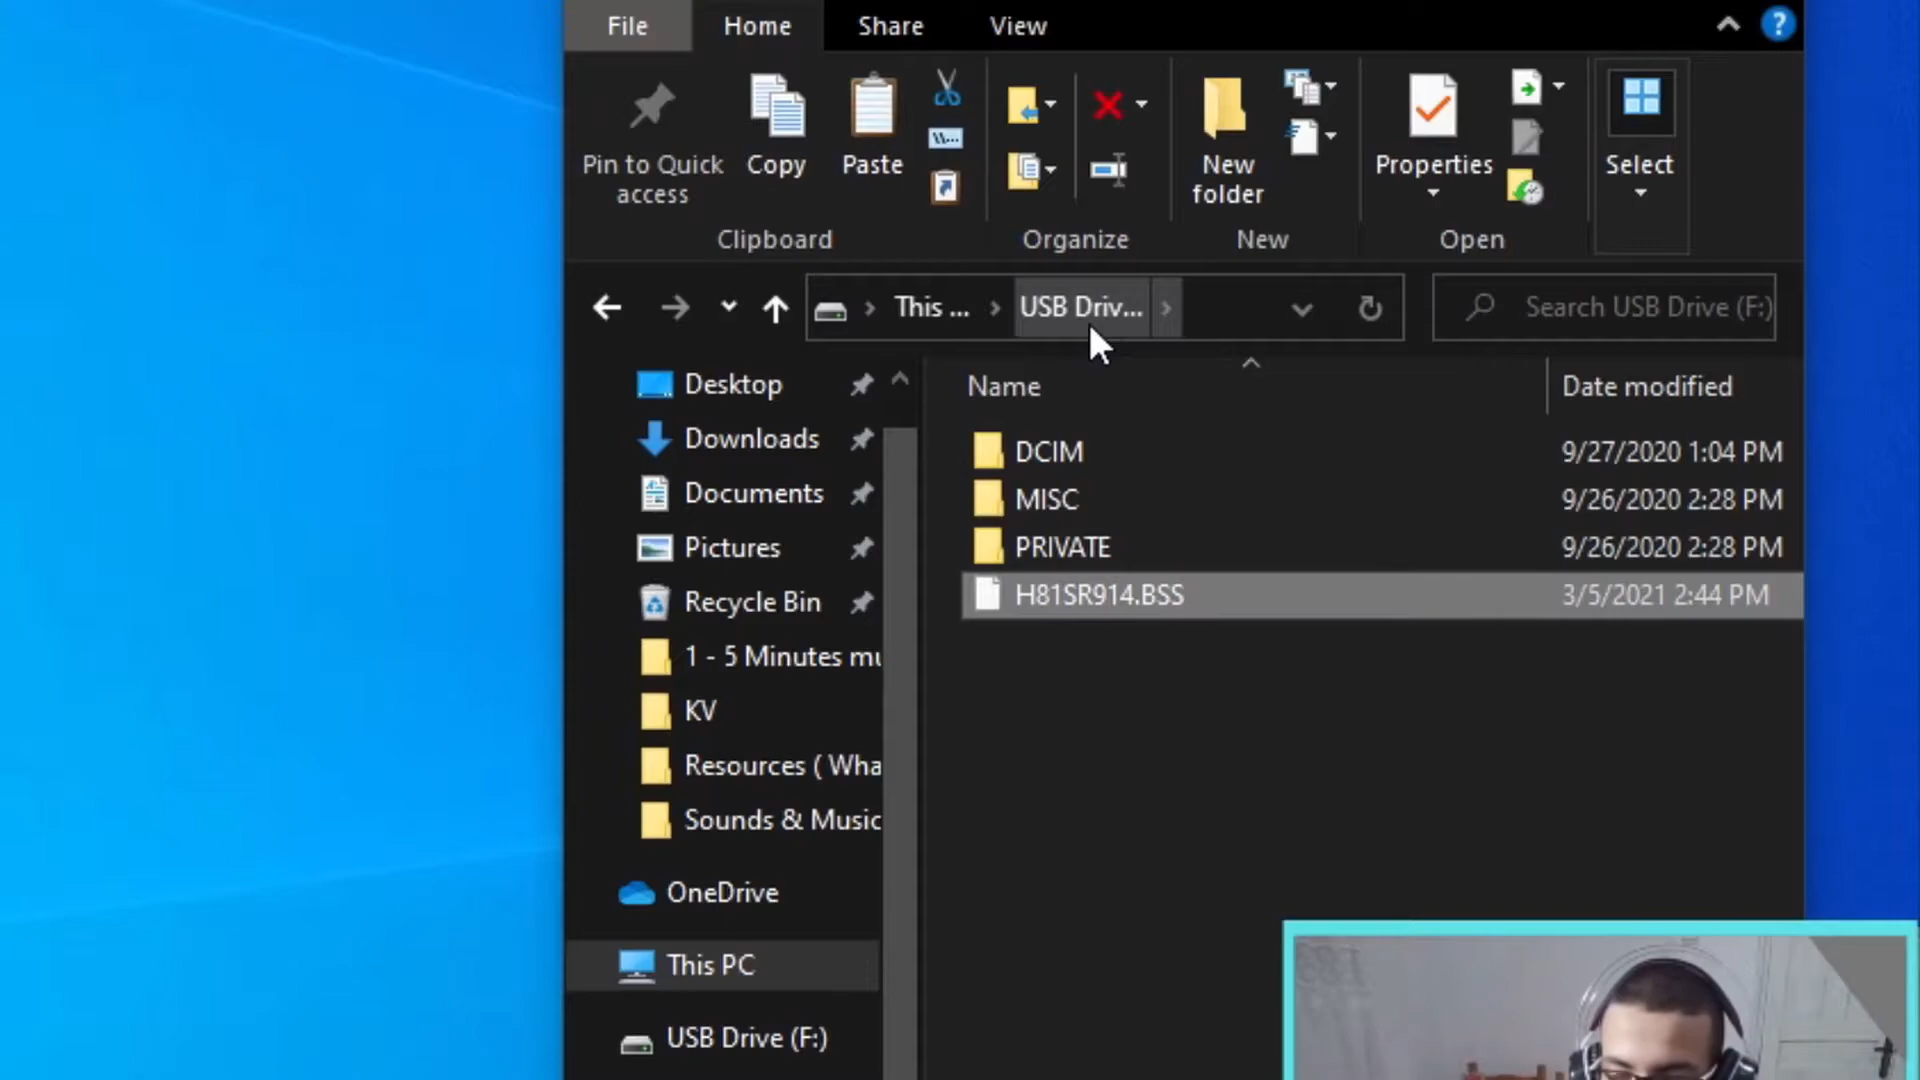 File Home Share View
Pin to Quick access
Copy
Paste
New folder
Properties
Select
Clipboard Organize New Open
This ... USB Driv... Search USB Drive (F:)
Name Date modified
Desktop
Downloads
Documents
Pictures
Recycle Bin
1 - 5 Minutes mu
KV
Resources ( Wha
Sounds & Music
OneDrive
This PC
USB Drive (F:)
DCIM 9/27/2020 1:04 PM
MISC 9/26/2020 2:28 PM
PRIVATE 9/26/2020 2:28 PM
H81SR914.BSS 3/5/2021 2:44 PM